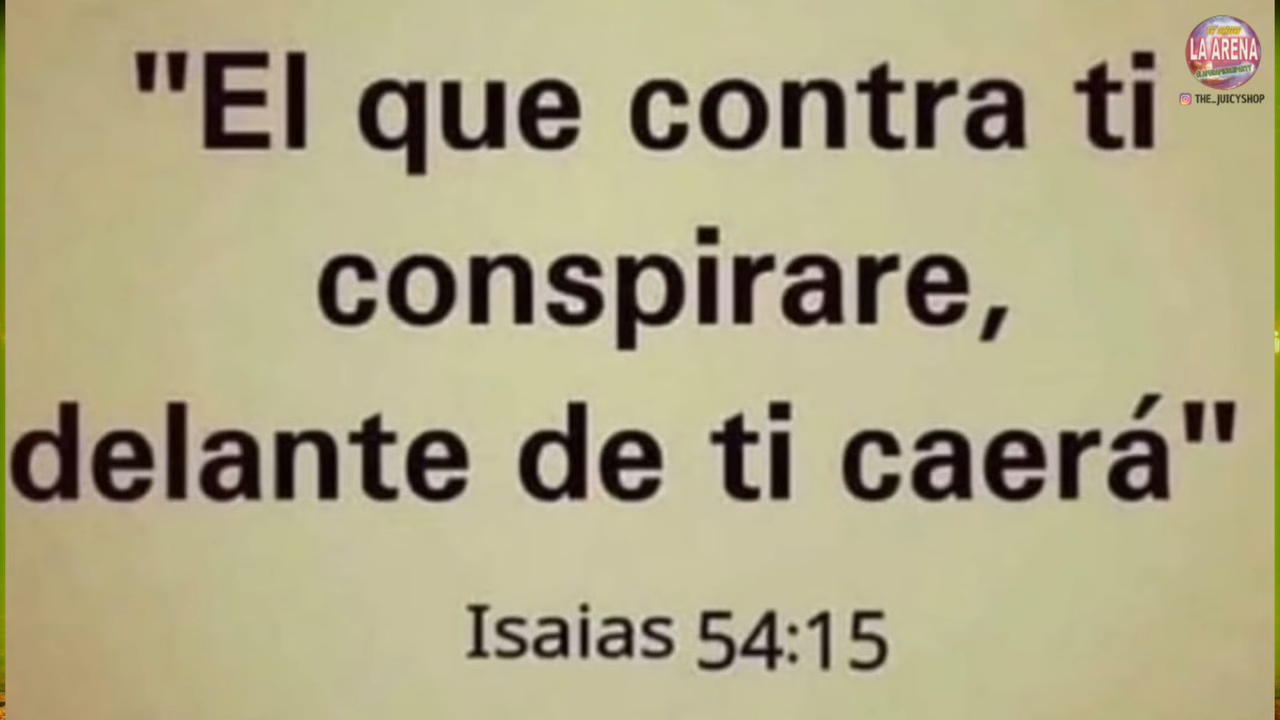 "El que contra ti
conspirare,
delante de ti caerá"
Isaias 54:15
LA ARENA
THE_JUICYSHOP